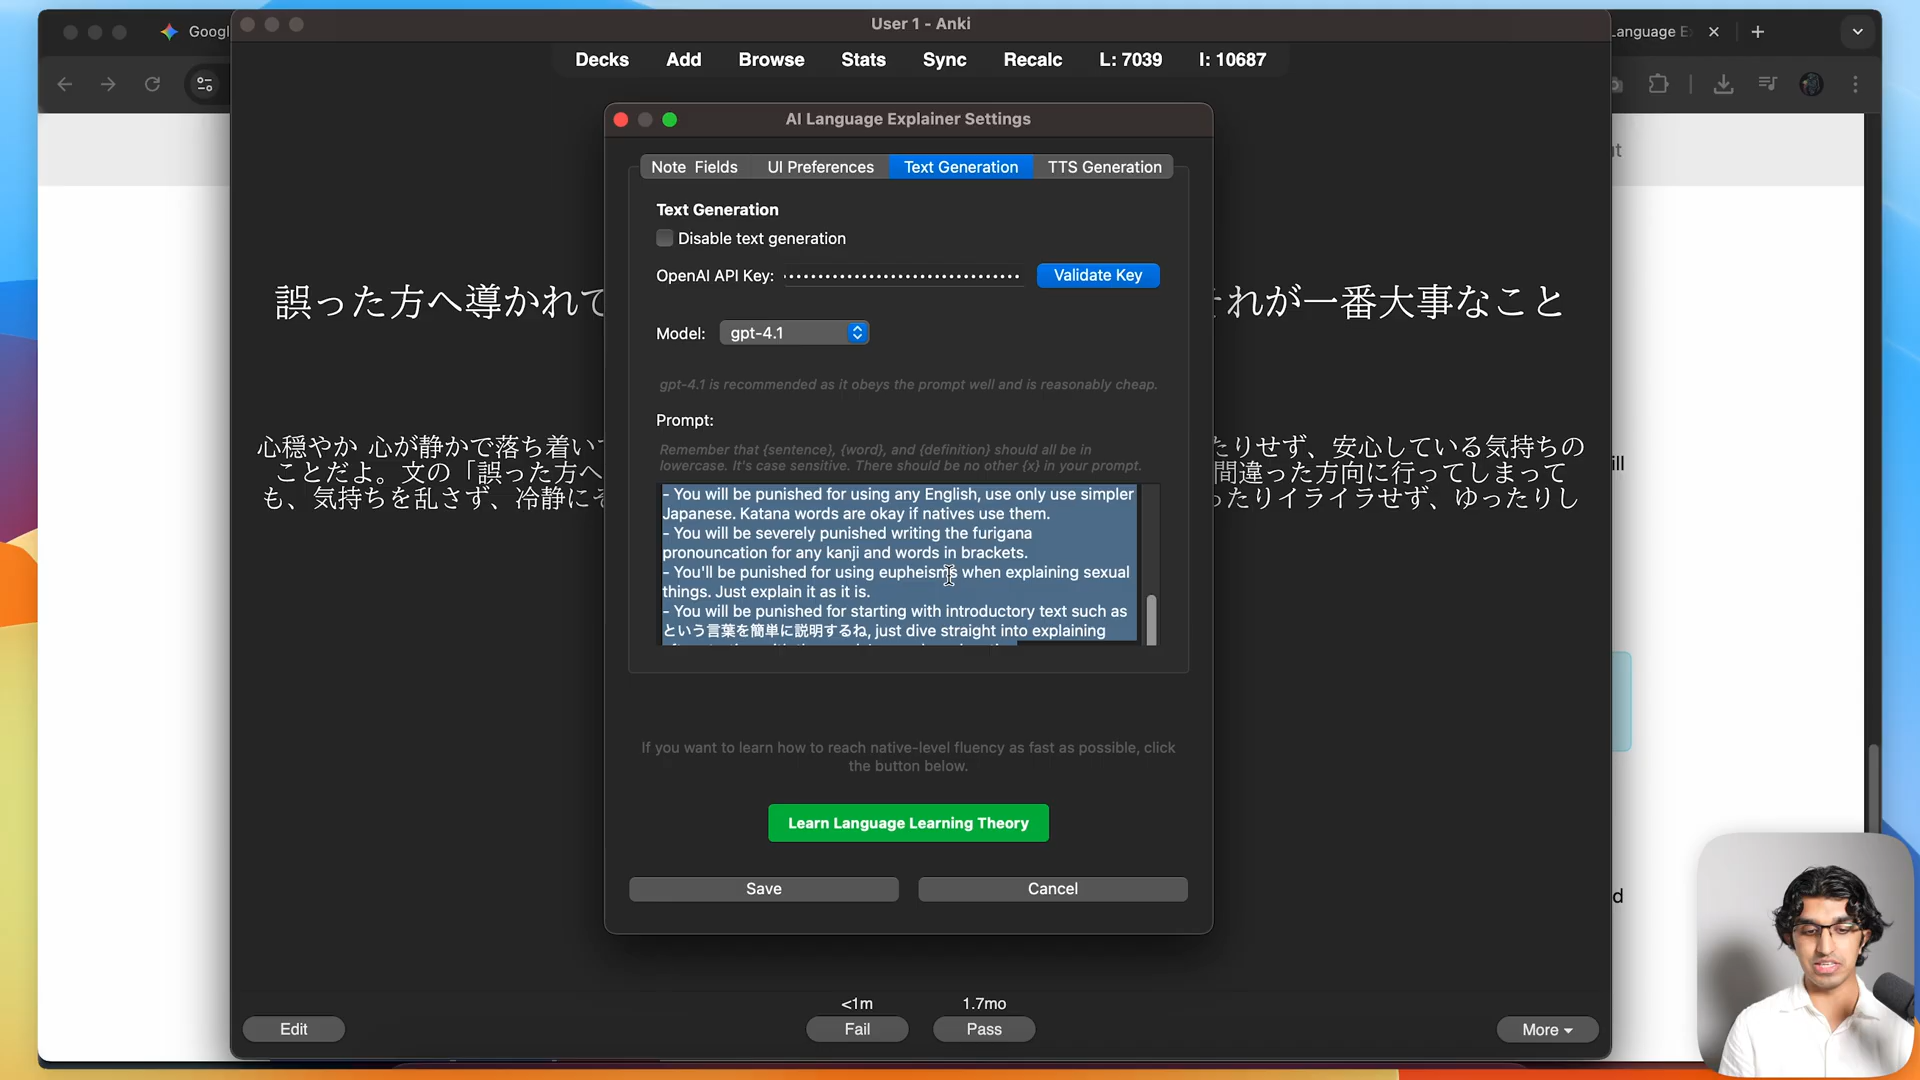 User 1 - Anki
Googl
Language E
Decks Add Browse Stats Sync Recalc L: 7039 I: 10687
AI Language Explainer Settings
Note Fields UI Preferences Text Generation TTS Generation
Text Generation
Disable text generation
OpenAI API Key: Validate Key
誤った方へ導かれて
それが一番大事なこと
Model: gpt-4.1
gpt-4.1 is recommended as it obeys the prompt well and is reasonably cheap.
Prompt:
Remember that {sentence}, {word}, and {definition} should all be in
lowercase. It's case sensitive. There should be no other {x} in your prompt.
心穏やか 心が静かで落ち着い
たりせず、安心している気持ちの
ことだよ。文の「誤った方へ
間違った方向に行ってしまって
も、気持ちを乱さず、冷静にそ
ったりイライラせず、ゆったりし
- You will be punished for using any English, use only use simpler
Japanese. Katana words are okay if natives use them.
- You will be severely punished writing the furigana
pronouncation for any kanji and words in brackets.
- You'll be punished for using eupheisms when explaining sexual
things. Just explain it as it is.
- You will be punished for starting with introductory text such as
という言葉を簡単に説明するね, just dive straight into explaining
ill
If you want to learn how to reach native-level fluency as fast as possible, click
the button below.
Learn Language Learning Theory
Save Cancel
d
<1m 1.7mo
Edit Fail Pass More